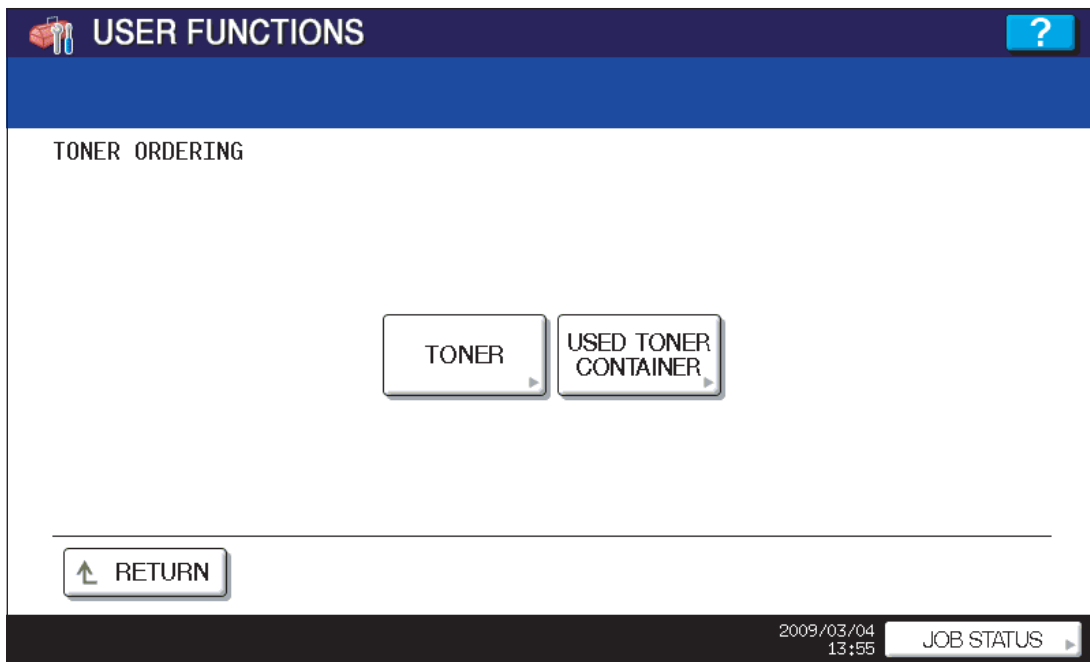 USER FUNCTIONS
?
TONER ORDERING
TONER
USED TONER
CONTAINER
RETURN
2009/03/04
13:55
JOB STATUS